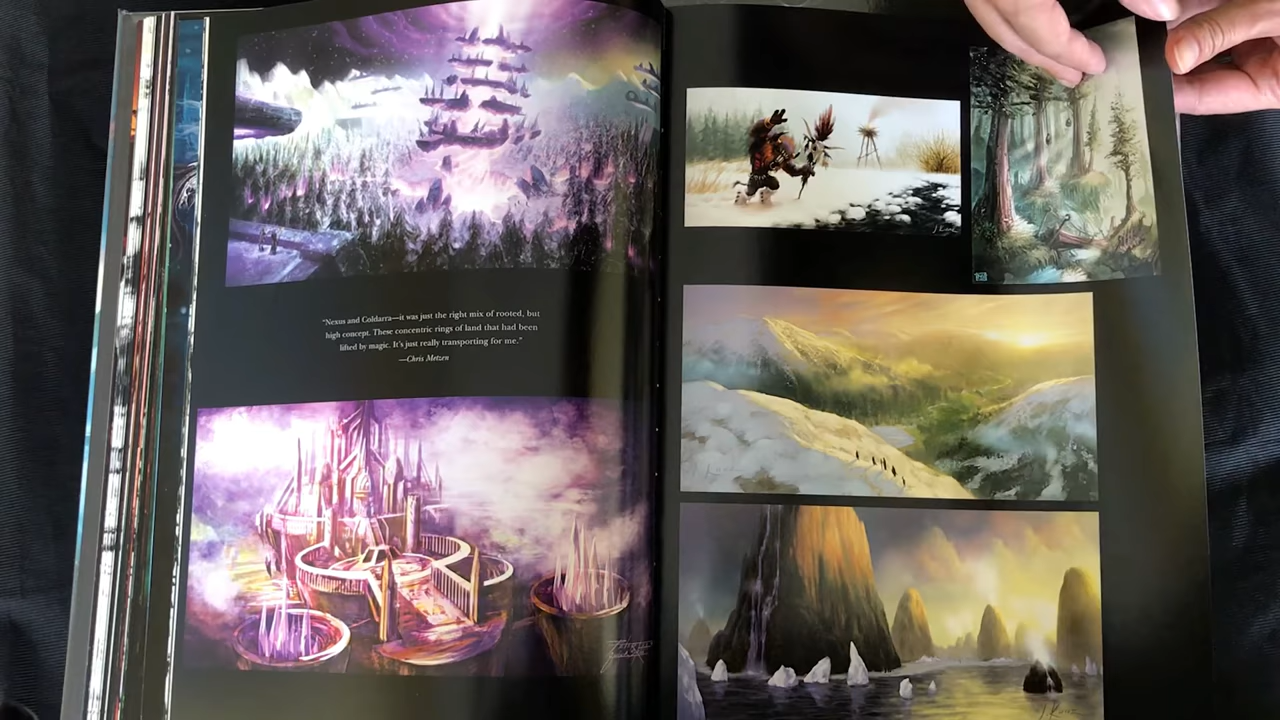 “Nexus and Coldarra—it was just the right mix of rooted, but
high concept. These concentric rings of land that had been
lifted by magic. It’s just really transporting for me.”
—Chris Metzen